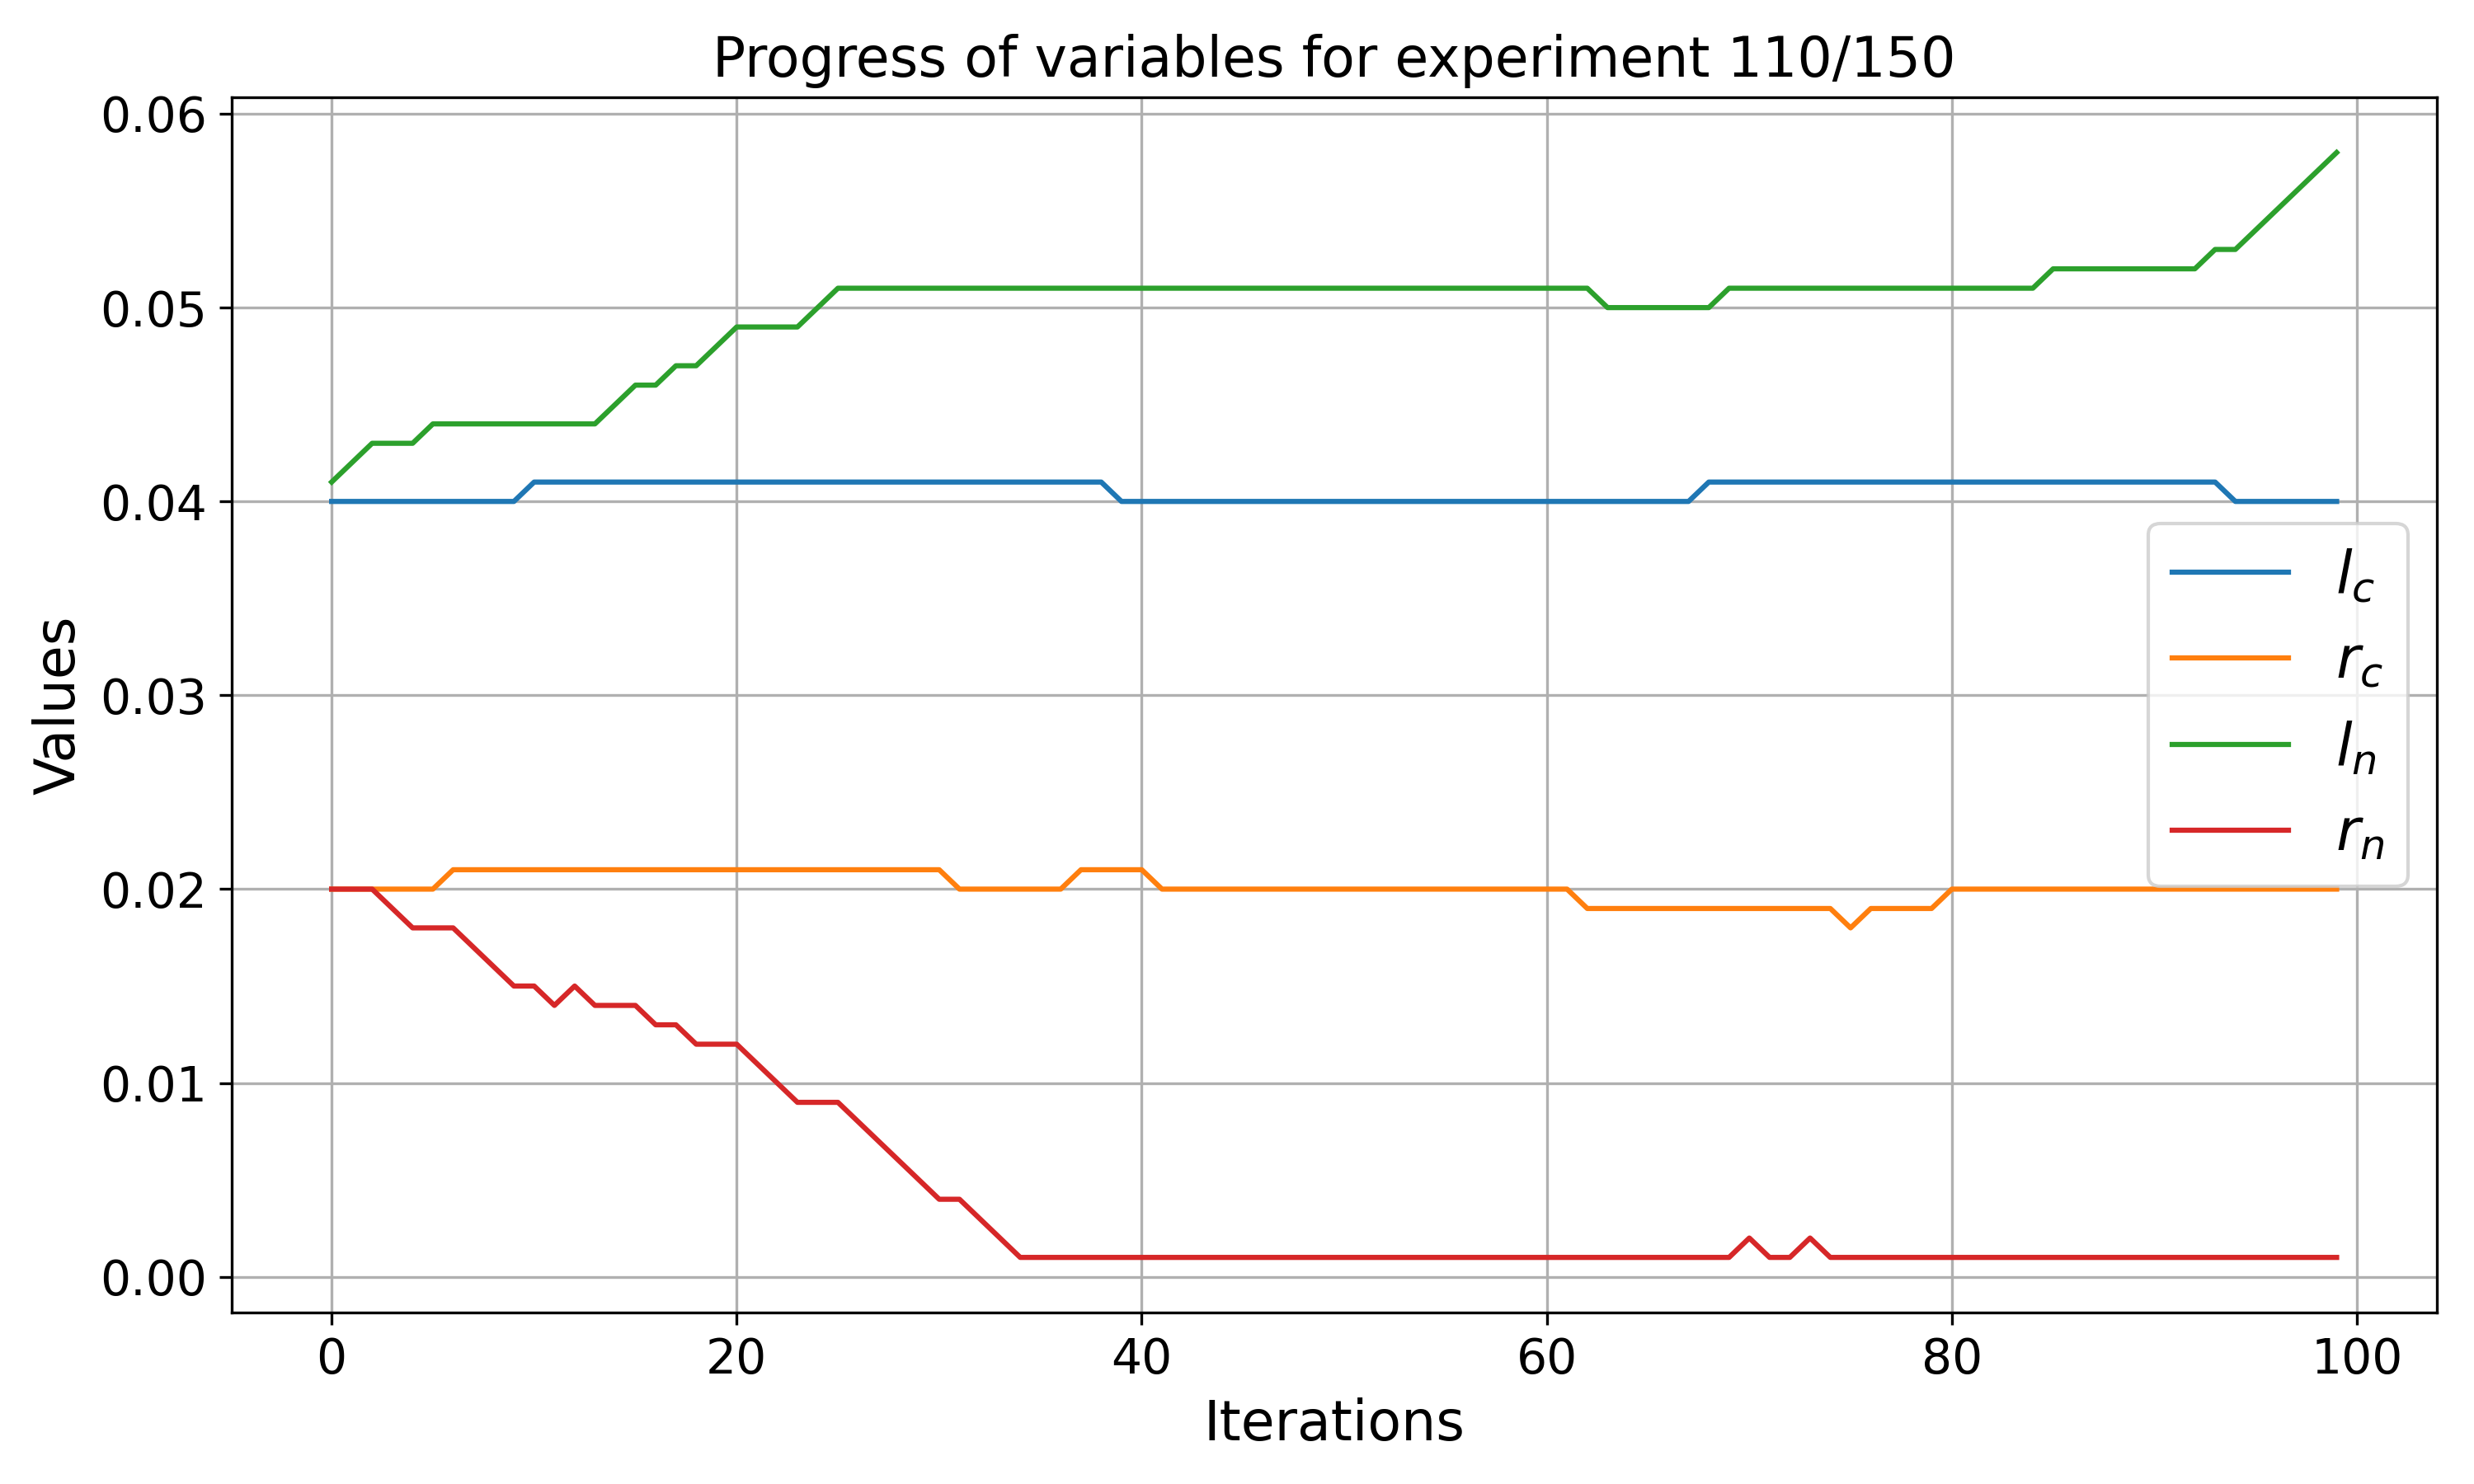 Progress of variables for experiment 110/150
Values
0.06
0.05
0.04
0.03
0.02
0.01
0.00
0 20 40 60 80 100
Iterations
l_c
r_c
l_n
r_n